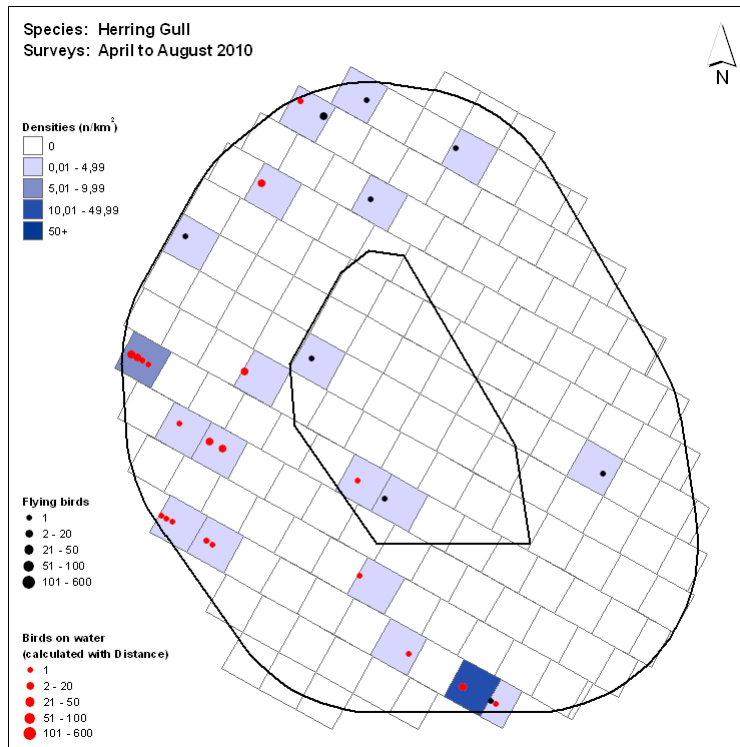 Species: Herring Gull
Surveys: April to August 2010
N
Densities (n/km²)
0
0,01 - 4,99
5,01 - 9,99
10,01 - 49,99
50+
Flying birds
1
2 - 20
21 - 50
51 - 100
101 - 600
Birds on water
(calculated with Distance)
1
2 - 20
21 - 50
51 - 100
101 - 600